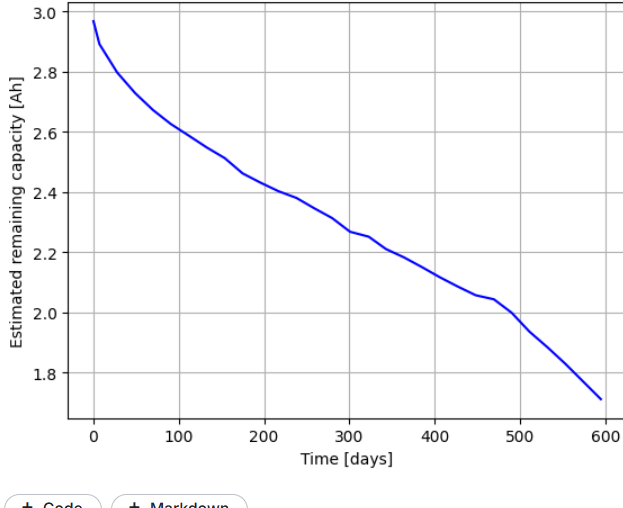 Estimated remaining capacity [Ah]
3.0
2.8
2.6
2.4
2.2
2.0
1.8
0 100 200 300 400 500 600
Time [days]
+ Code + Markdown